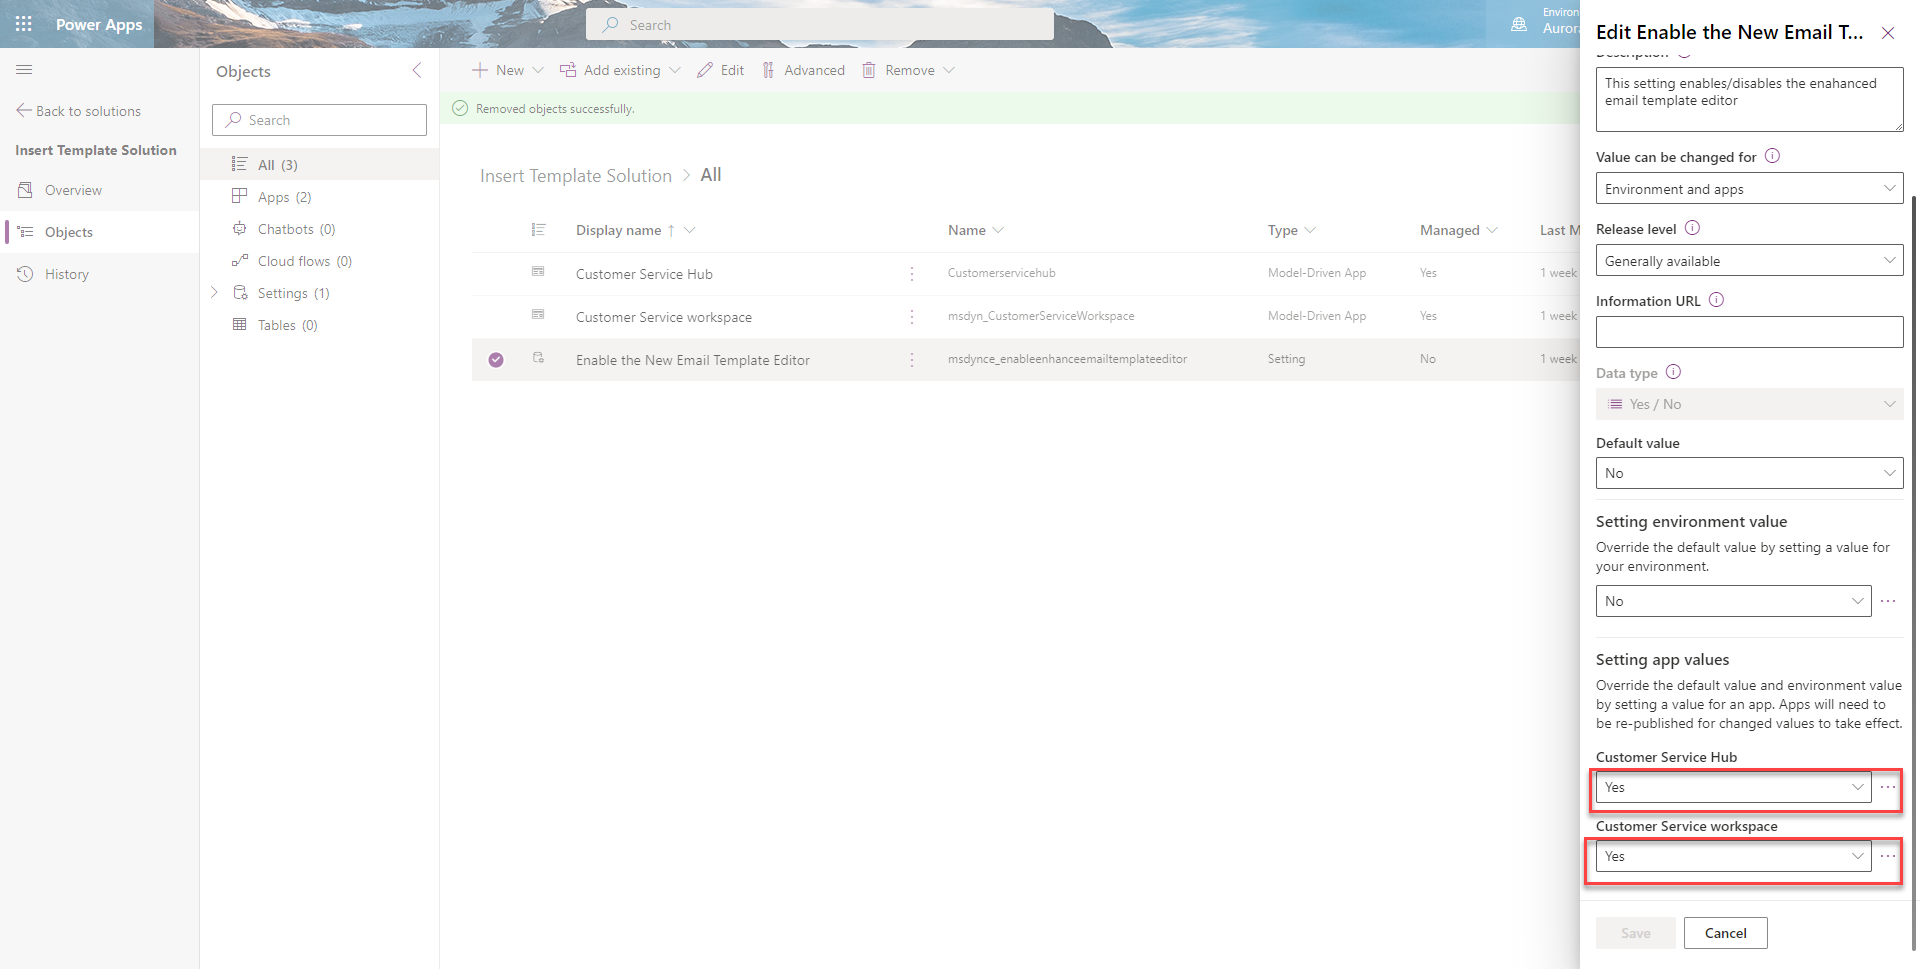 Power Apps
Search
Environ
Aurora
Back to solutions
Insert Template Solution
Overview
Objects
History
Objects
Search
All (3)
Apps (2)
Chatbots (0)
Cloud flows (0)
Settings (1)
Tables (0)
New
Add existing
Edit
Advanced
Remove
Removed objects successfully.
Insert Template Solution > All
Display name ↑
Name
Type
Managed
Last M
Customer Service Hub
Customerservicehub
Model-Driven App
Yes
1 week
Customer Service workspace
msdyn_CustomerServiceWorkspace
Model-Driven App
Yes
1 week
Enable the New Email Template Editor
msdynce_enableenhanceemailtemplateeditor
Setting
No
1 week
Edit Enable the New Email T...
Description
This setting enables/disables the enahanced
email template editor
Value can be changed for
Environment and apps
Release level
Generally available
Information URL
Data type
Yes / No
Default value
No
Setting environment value
Override the default value by setting a value for
your environment.
No
Setting app values
Override the default value and environment value
by setting a value for an app. Apps will need to
be re-published for changed values to take effect.
Customer Service Hub
Yes
Customer Service workspace
Yes
Save
Cancel